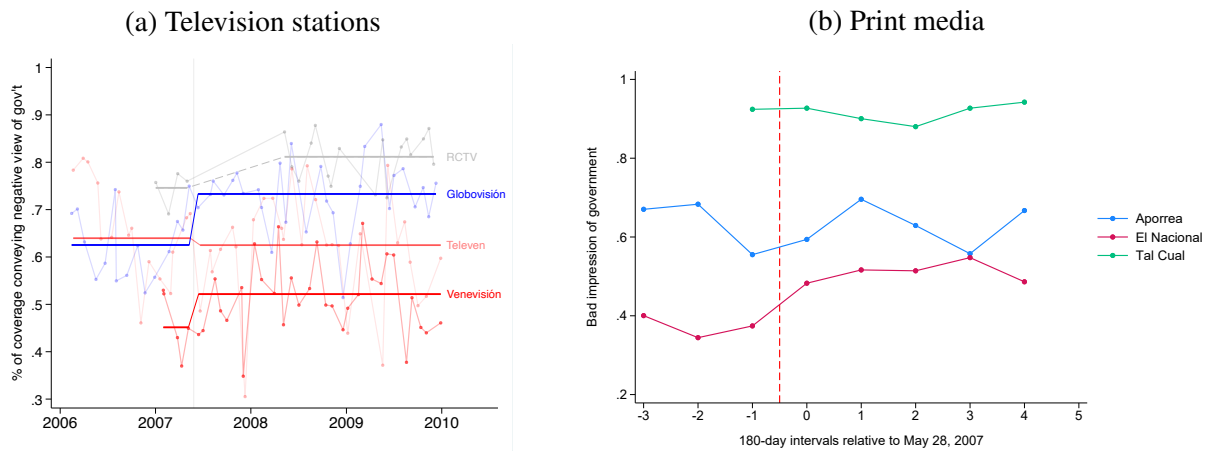 (a) Television stations
% of coverage conveying negative view of gov't
1
.9
.8
.7
.6
.5
.4
.3
2006 2007 2008 2009 2010
RCTV
Globovisión
Televen
Venevisión
(b) Print media
Bad impression of government
1
.8
.6
.4
.2
-3 -2 -1 0 1 2 3 4 5
180-day intervals relative to May 28, 2007
Aporrea
El Nacional
Tal Cual